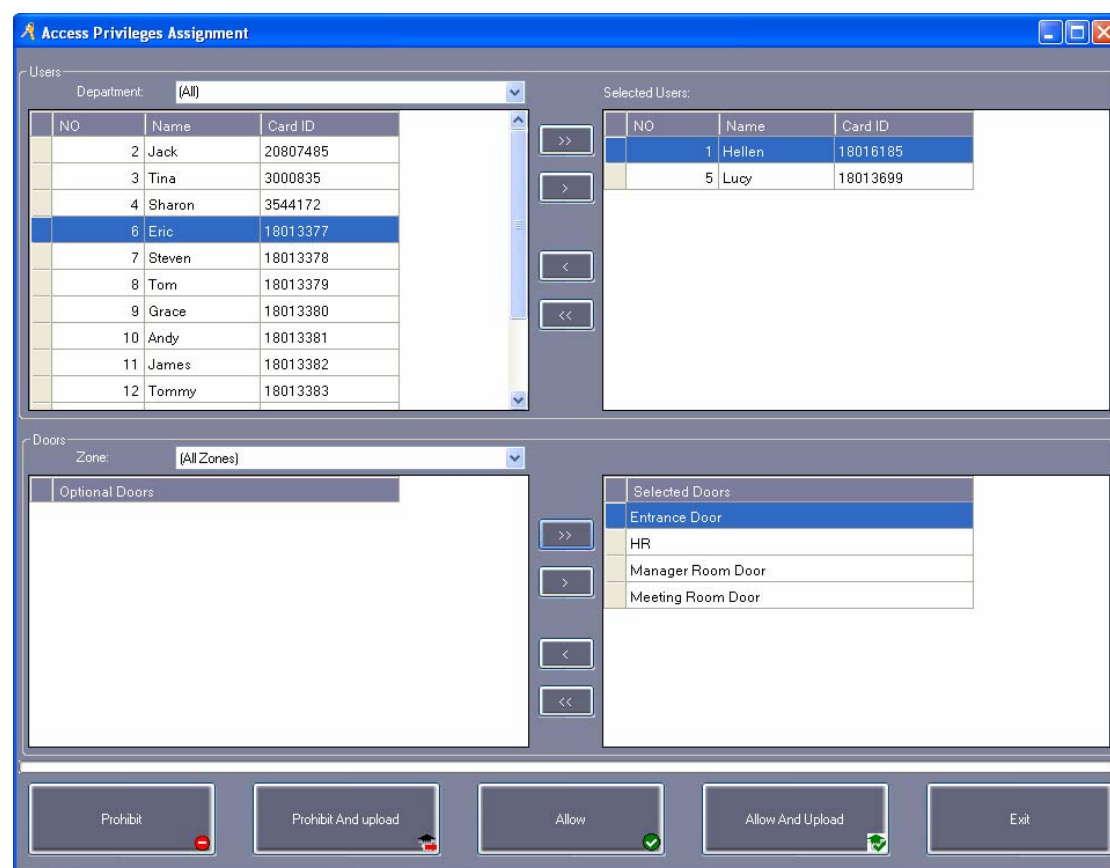 Access Privileges Assignment
Users
Department: (All)
Selected Users:
NO Name Card ID
2 Jack 20807485
3 Tina 3000835
4 Sharon 3544172
6 Eric 18013377
7 Steven 18013378
8 Tom 18013379
9 Grace 18013380
10 Andy 18013381
11 James 18013382
12 Tommy 18013383
>>
>
<
<<
NO Name Card ID
1 Hellen 18016185
5 Lucy 18013699
Doors
Zone: (All Zones)
Optional Doors
>>
>
<
<<
Selected Doors
Entrance Door
HR
Manager Room Door
Meeting Room Door
Prohibit
Prohibit And upload
Allow
Allow And Upload
Exit